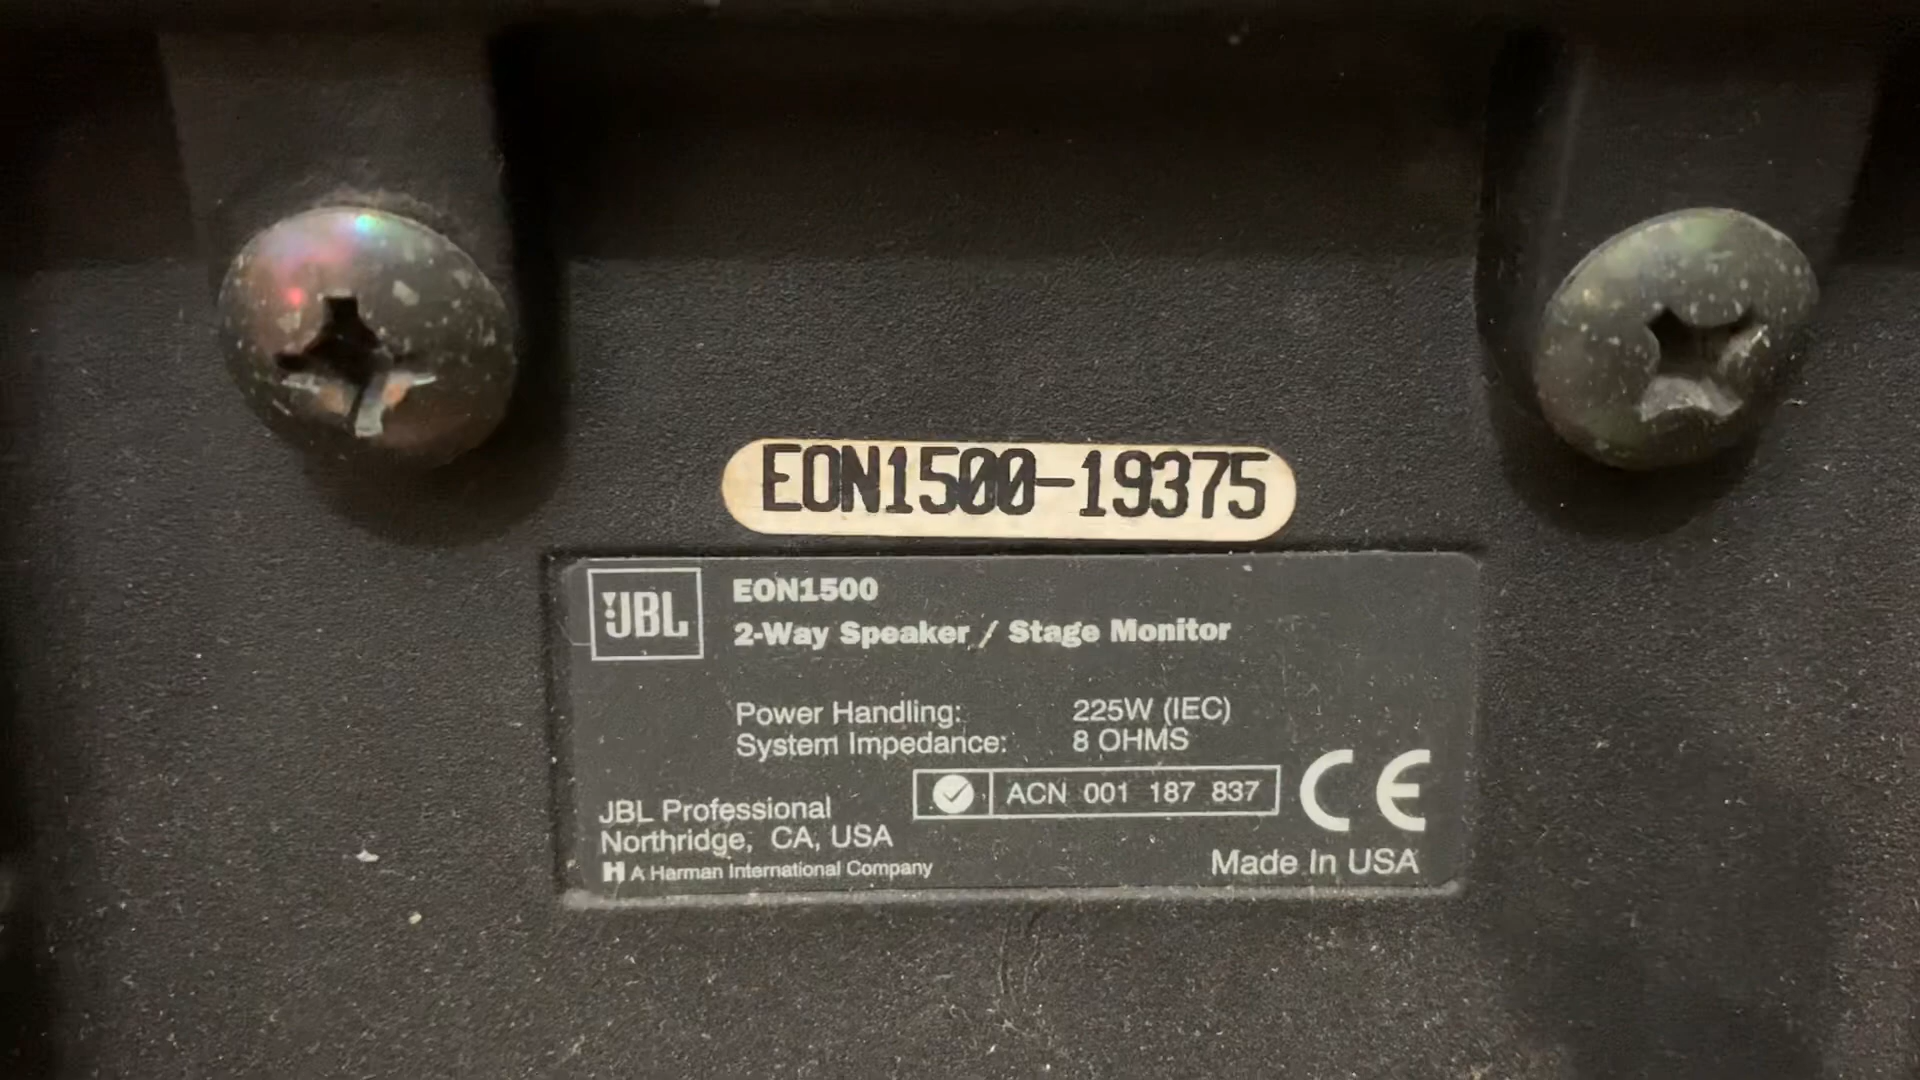 EON1500-19375
JBL
EON1500
2-Way Speaker / Stage Monitor
Power Handling: 225W (IEC)
System Impedance: 8 OHMS
ACN 001 187 837
CE
JBL Professional
Northridge, CA, USA
H A Harman International Company
Made In USA